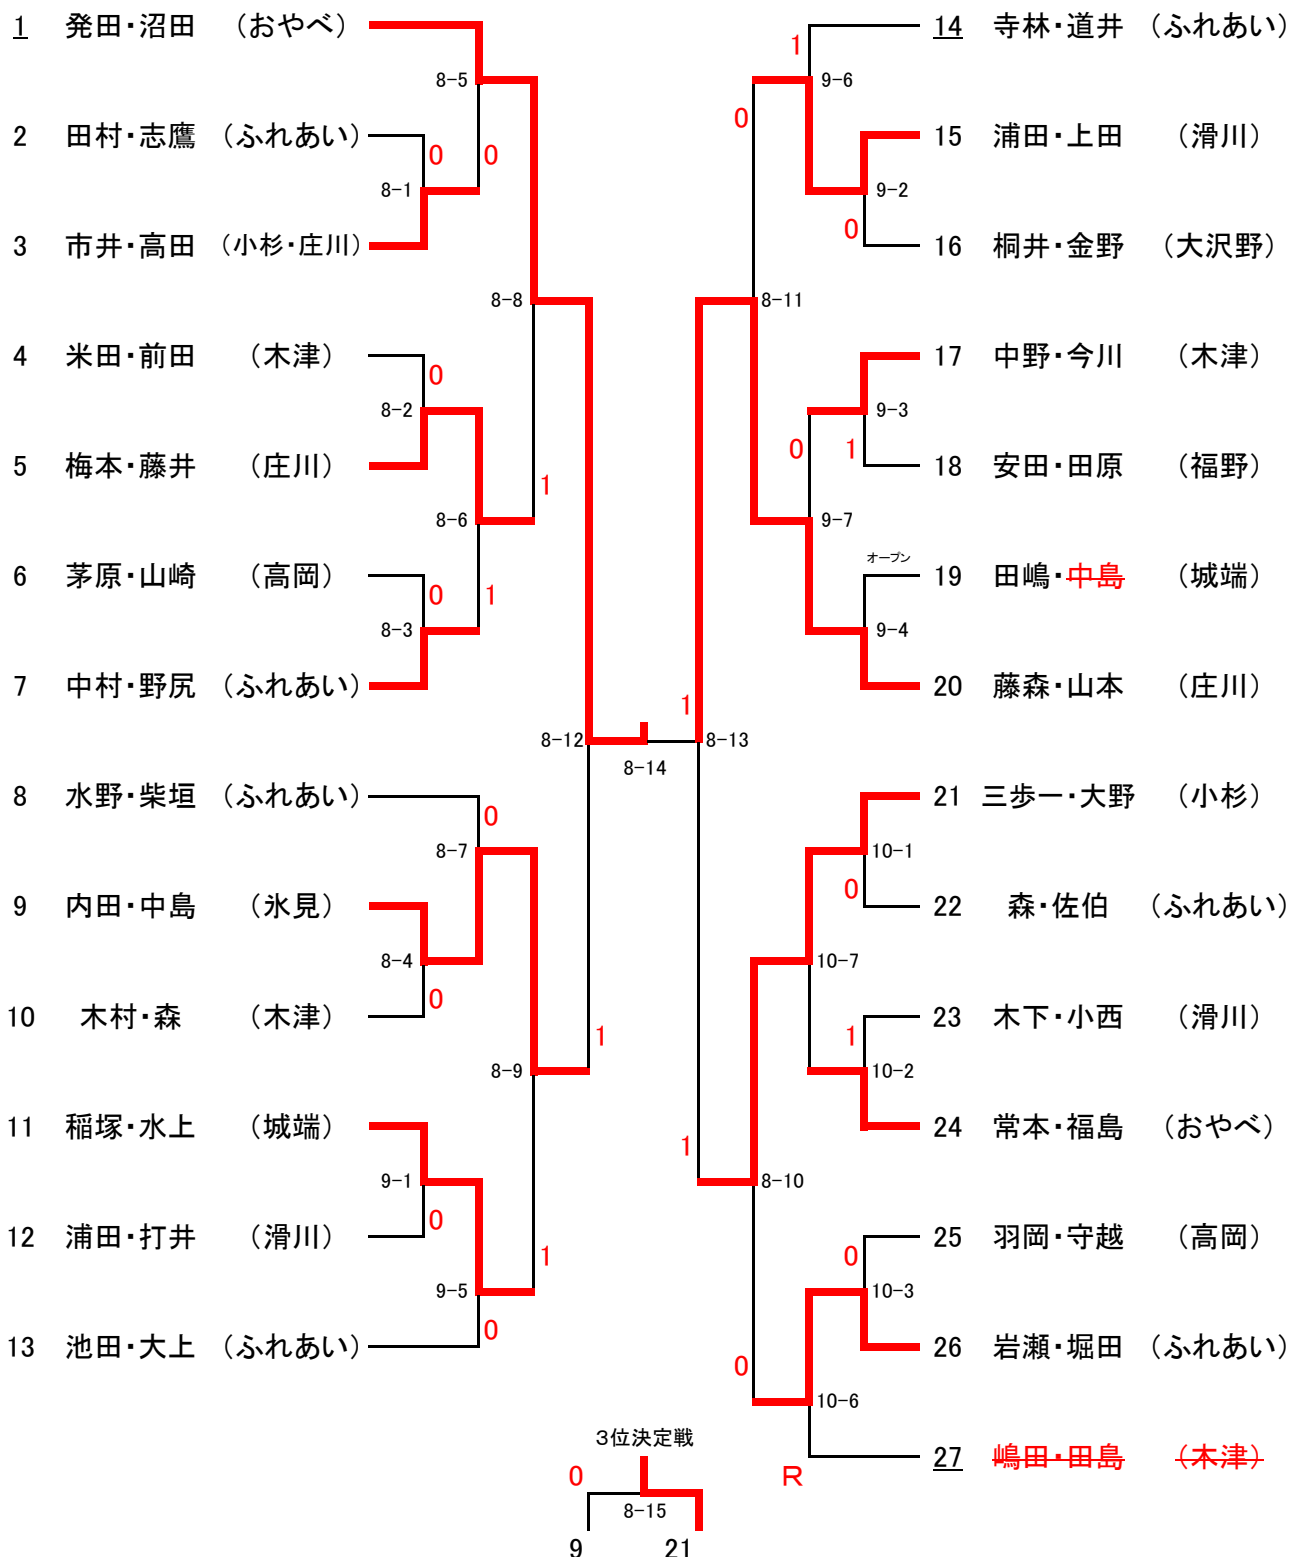 1 発田・沼田 (おやべ)
8-5
2 田村・志鷹 (ふれあい)
0 0
8-1
3 市井・高田 (小杉・庄川)
8-8
4 米田・前田 (木津)
0
8-2
5 梅本・藤井 (庄川)
1
8-6
6 茅原・山崎 (高岡)
0 1
8-3
7 中村・野尻 (ふれあい)
8-12
8 水野・柴垣 (ふれあい)
0
8-7
9 内田・中島 (氷見)
8-4
0
10 木村・森 (木津)
1
8-9
11 稲塚・水上 (城端)
9-1
0
12 浦田・打井 (滑川)
1
9-5
0
13 池田・大上 (ふれあい)
8-14
14 寺林・道井 (ふれあい)
1
9-6
0
15 浦田・上田 (滑川)
9-2
0
16 桐井・金野 (大沢野)
8-11
17 中野・今川 (木津)
9-3
0 1
18 安田・田原 (福野)
9-7
オープン
19 田嶋・中島 (城端)
9-4
20 藤森・山本 (庄川)
1
8-13
21 三歩一・大野 (小杉)
10-1
0
22 森・佐伯 (ふれあい)
10-7
23 木下・小西 (滑川)
1
10-2
24 常本・福島 (おやべ)
1
8-10
25 羽岡・守越 (高岡)
0
10-3
26 岩瀬・堀田 (ふれあい)
0
10-6
27 嶋田・田島 (木津)
R
3位決定戦
0
8-15
9 21